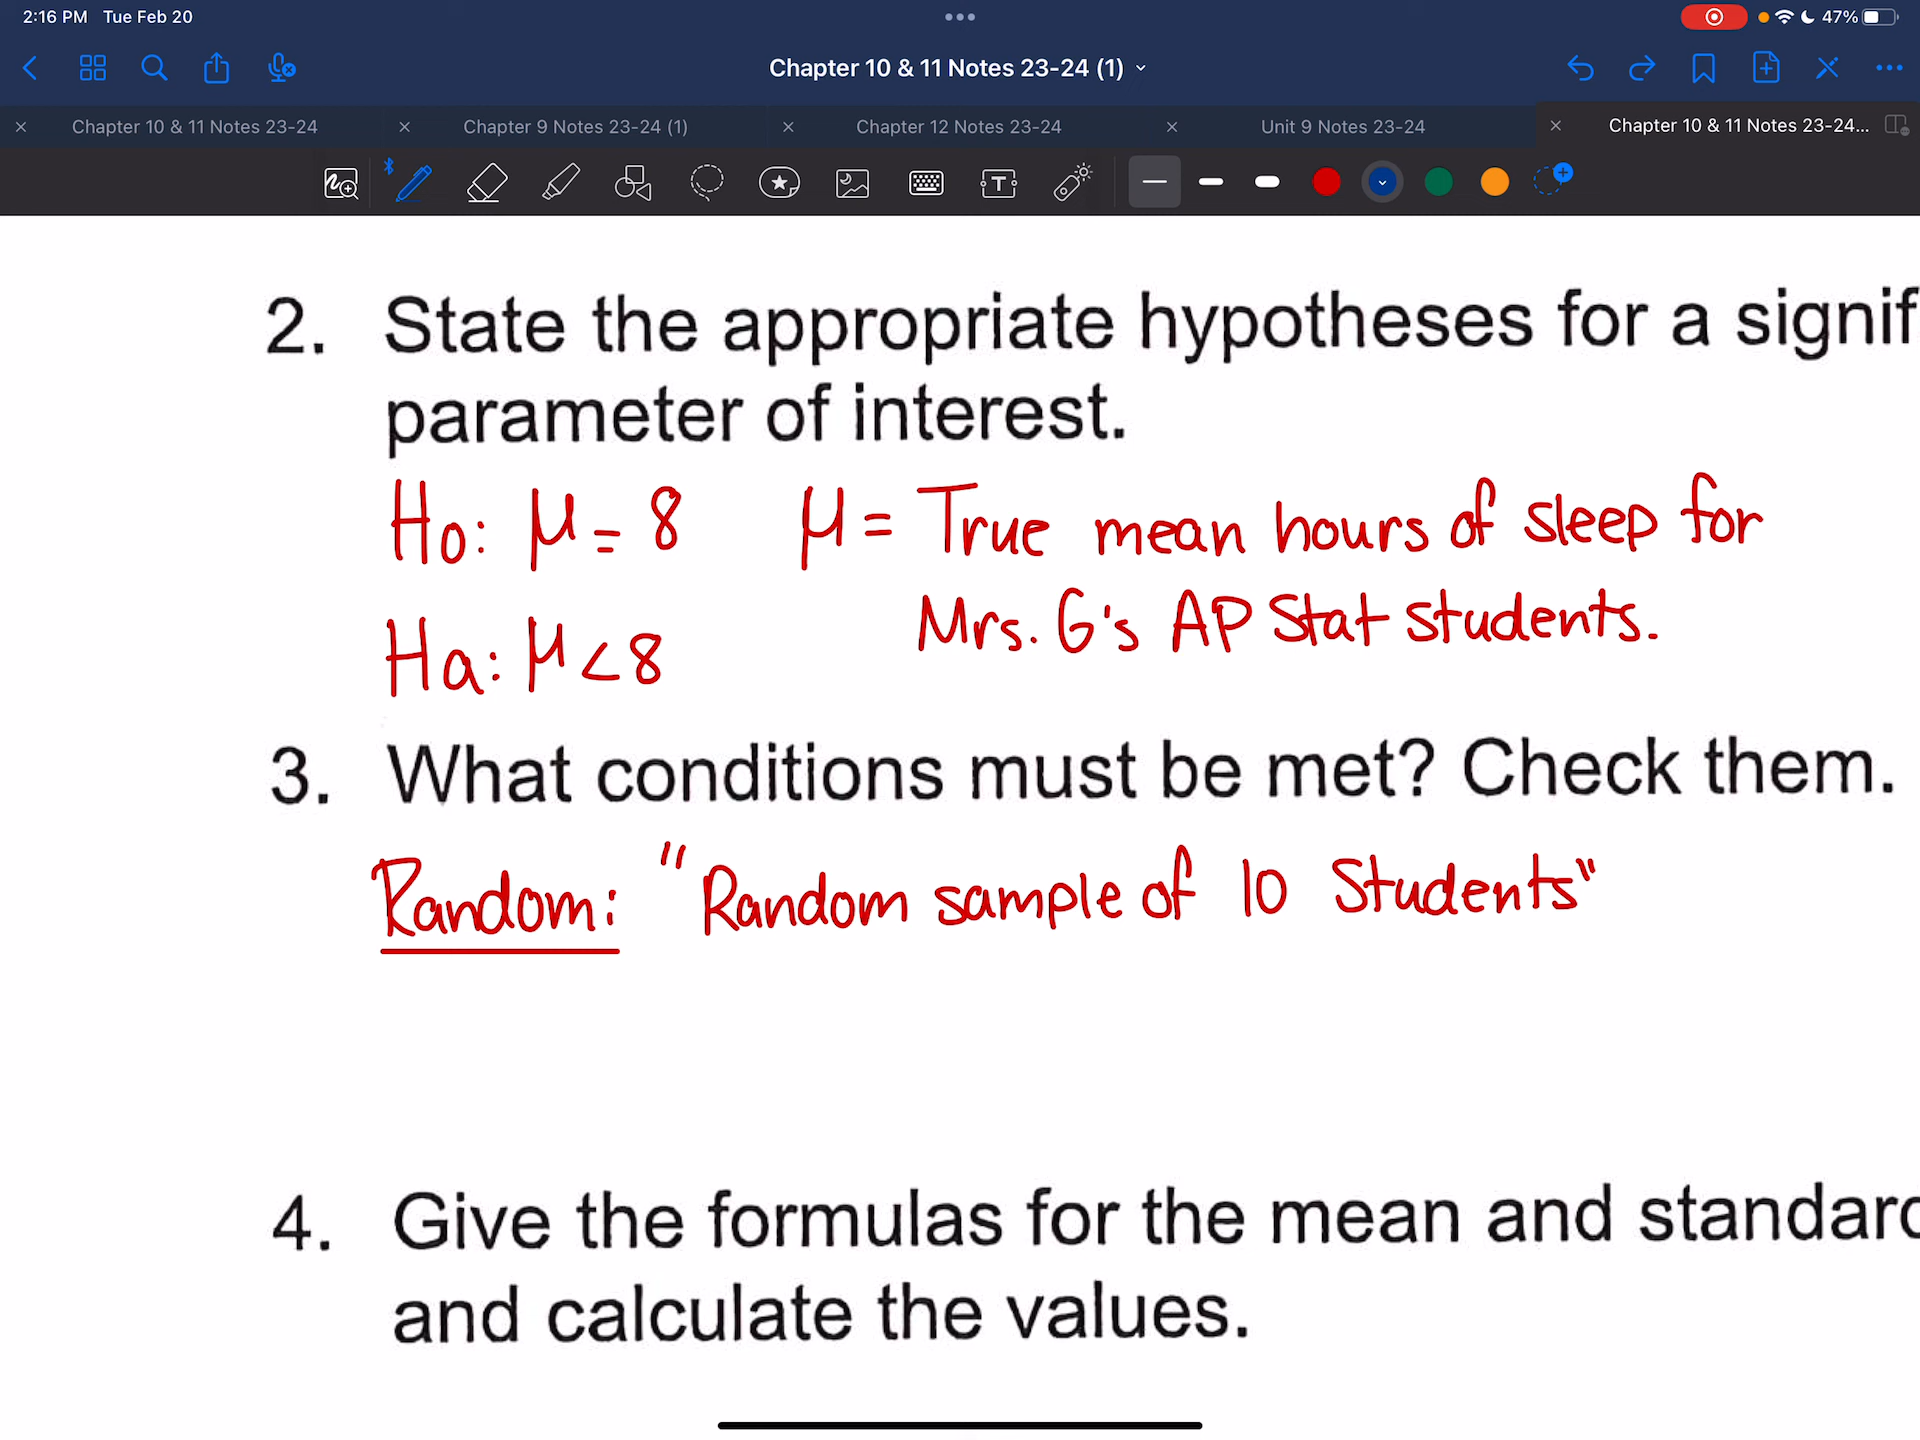 2:16 PM Tue Feb 20
47%
Chapter 10 & 11 Notes 23-24 (1)
Chapter 10 & 11 Notes 23-24
Chapter 9 Notes 23-24 (1)
Chapter 12 Notes 23-24
Unit 9 Notes 23-24
Chapter 10 & 11 Notes 23-24...
2. State the appropriate hypotheses for a signif
parameter of interest.
Ho: μ = 8 μ = True mean hours of sleep for
Mrs. G's AP Stat students.
Ha: μ < 8
3. What conditions must be met? Check them.
Random: "Random sample of 10 Students"
4. Give the formulas for the mean and standard
and calculate the values.